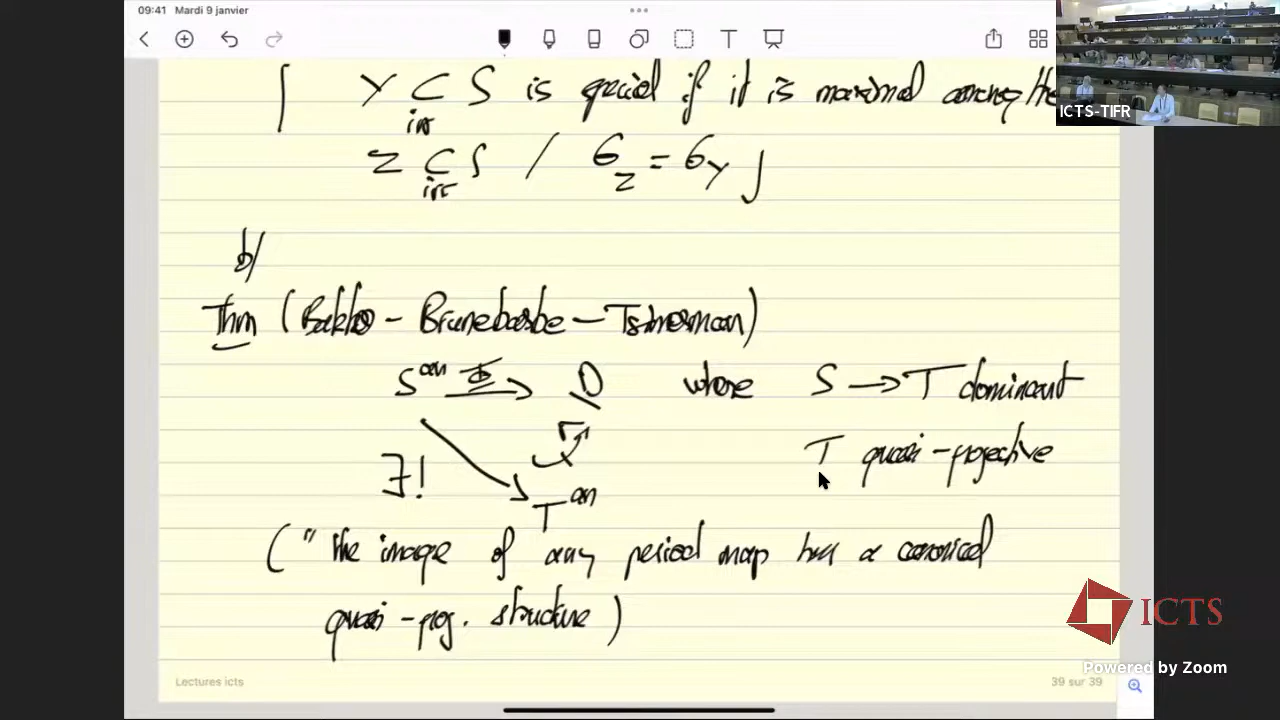 09:41 Mardi 9 janvier
ICTS-TIFR
Y ⊂ S is special if it is maximal among the
irr
Z ⊂ S / G_Z = G_Y }
irr
b/
Thm (Bakker - Brunebarbe - Tsimerman)
S^an Φ→ D where S → T dominant
∃! T^an T quasi-projective
("the image of any period map has a canonical
quasi-proj. structure)
Lectures icts
39 sur 39
ICTS
Powered by Zoom